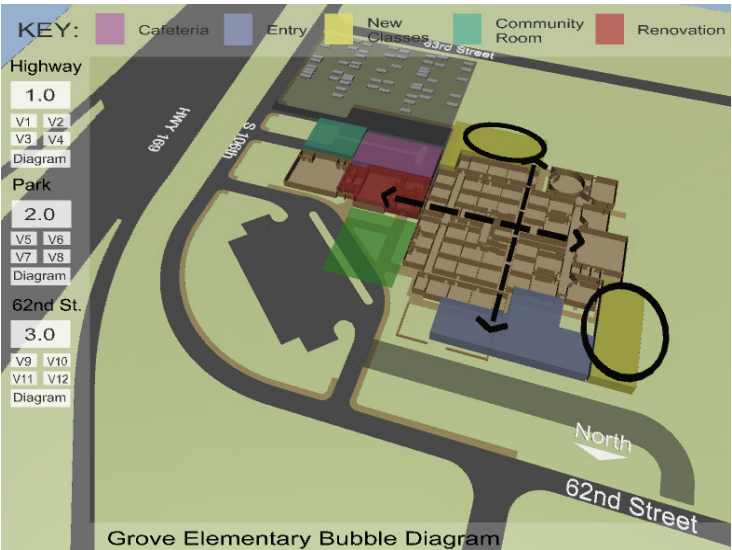 KEY:
Cafeteria
Entry
New
Classes
Community
Room
Renovation
63rd Street
Highway
1.0
V1 V2
V3 V4
Diagram
HWY 169
S 106th
Park
2.0
V5 V6
V7 V8
Diagram
62nd St.
3.0
V9 V10
V11 V12
Diagram
North
62nd Street
Grove Elementary Bubble Diagram